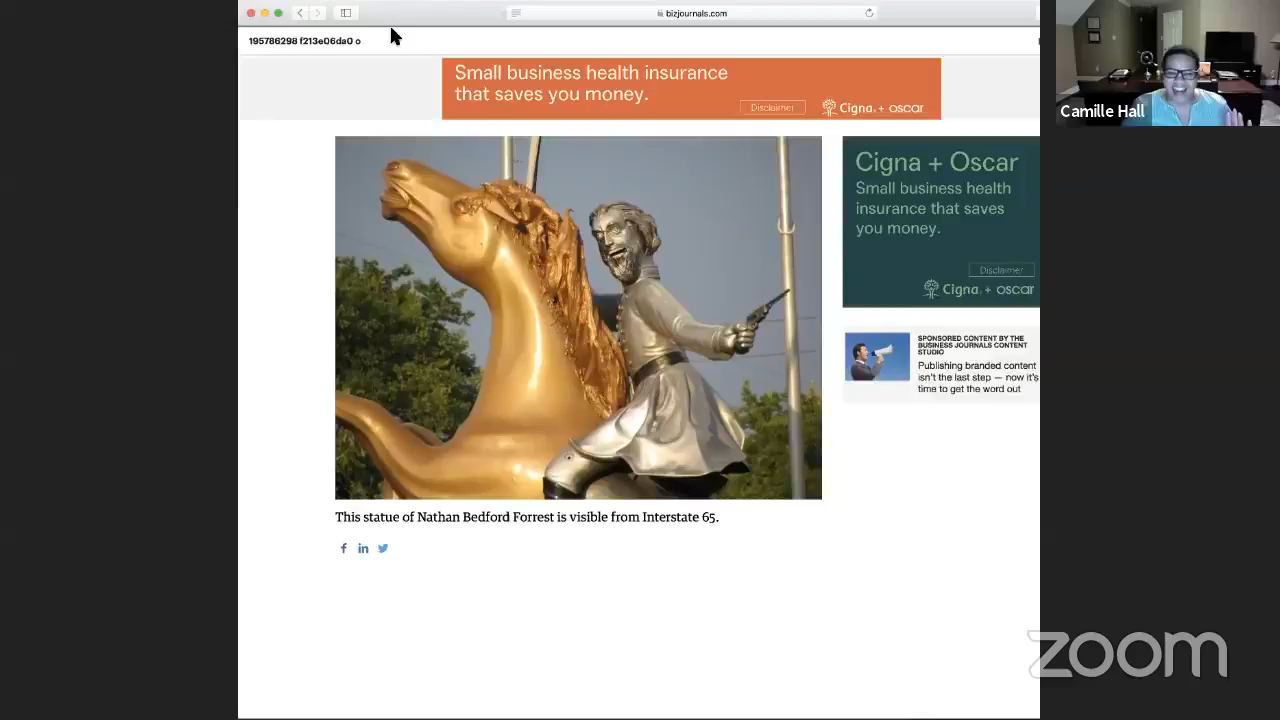 bizjournals.com
195786298 f213e06da0 o
Small business health insurance
that saves you money.
Disclaimer
Cigna + oscar
Camille Hall
Cigna + Oscar
Small business health
insurance that saves
you money.
Disclaimer
Cigna + oscar
SPONSORED CONTENT BY THE
BUSINESS JOURNALS CONTENT
STUDIO
Publishing branded content
isn't the last step — now it's
time to get the word out
This statue of Nathan Bedford Forrest is visible from Interstate 65.
zoom